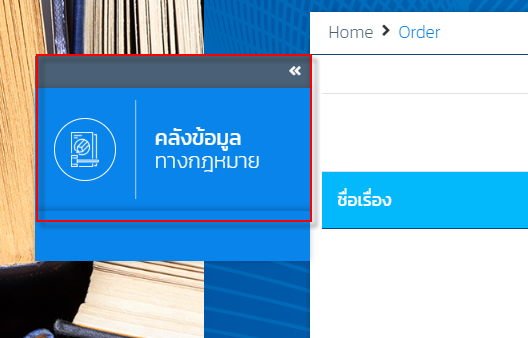 Home > Order
«
คลังข้อมูล
ทางกฎหมาย
ชื่อเรื่อง